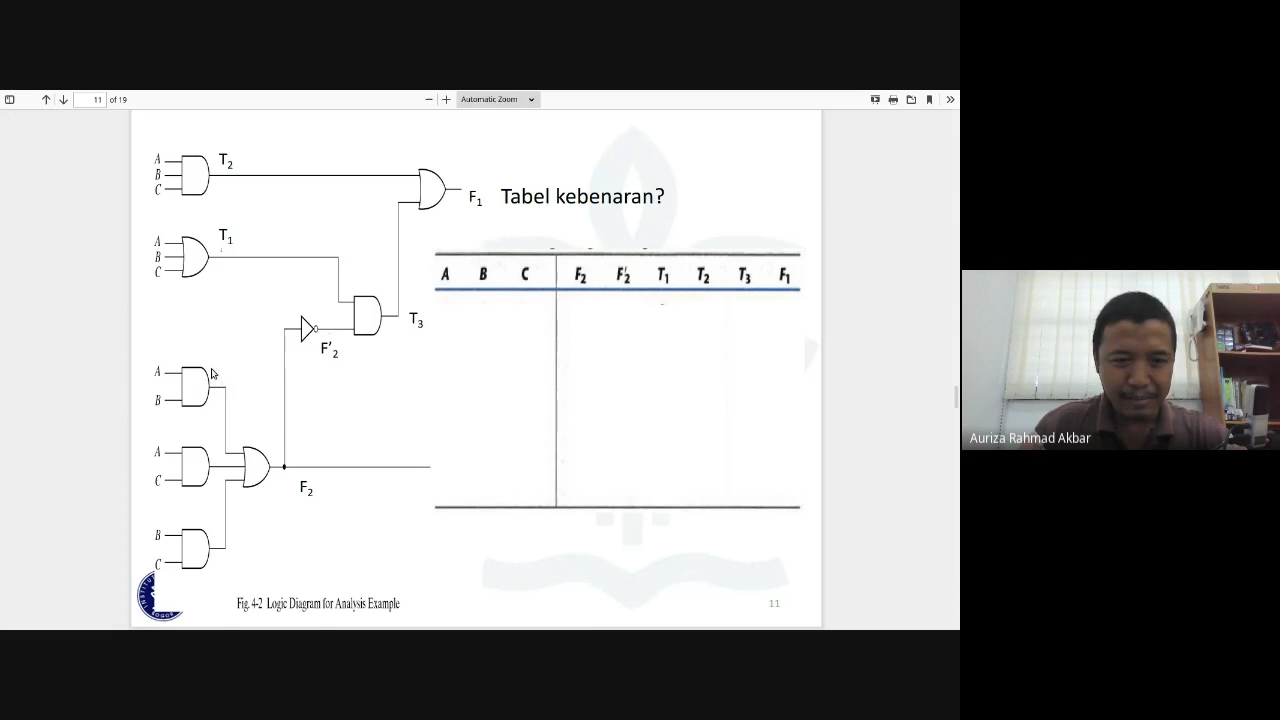 11 of 19
Automatic Zoom
A
B
C
T2
F1
Tabel kebenaran?
A
B
C
T1
A B C F2 F'2 T1 T2 T3 F1
T3
F'2
A
B
A
C
F2
B
C
Fig. 4-2 Logic Diagram for Analysis Example
11
Auriza Rahmad Akbar